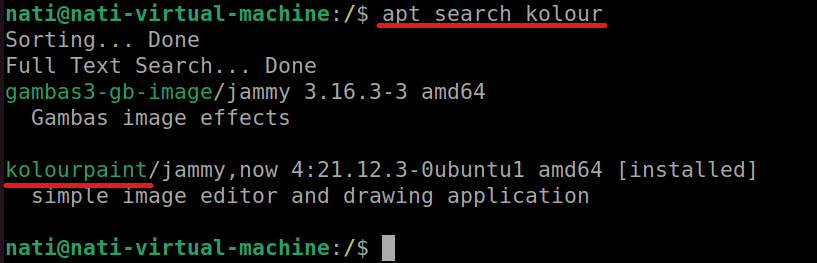 nati@nati-virtual-machine:/$ apt search kolour
Sorting... Done
Full Text Search... Done
gambas3-gb-image/jammy 3.16.3-3 amd64
  Gambas image effects

kolourpaint/jammy,now 4:21.12.3-0ubuntu1 amd64 [installed]
  simple image editor and drawing application

nati@nati-virtual-machine:/$